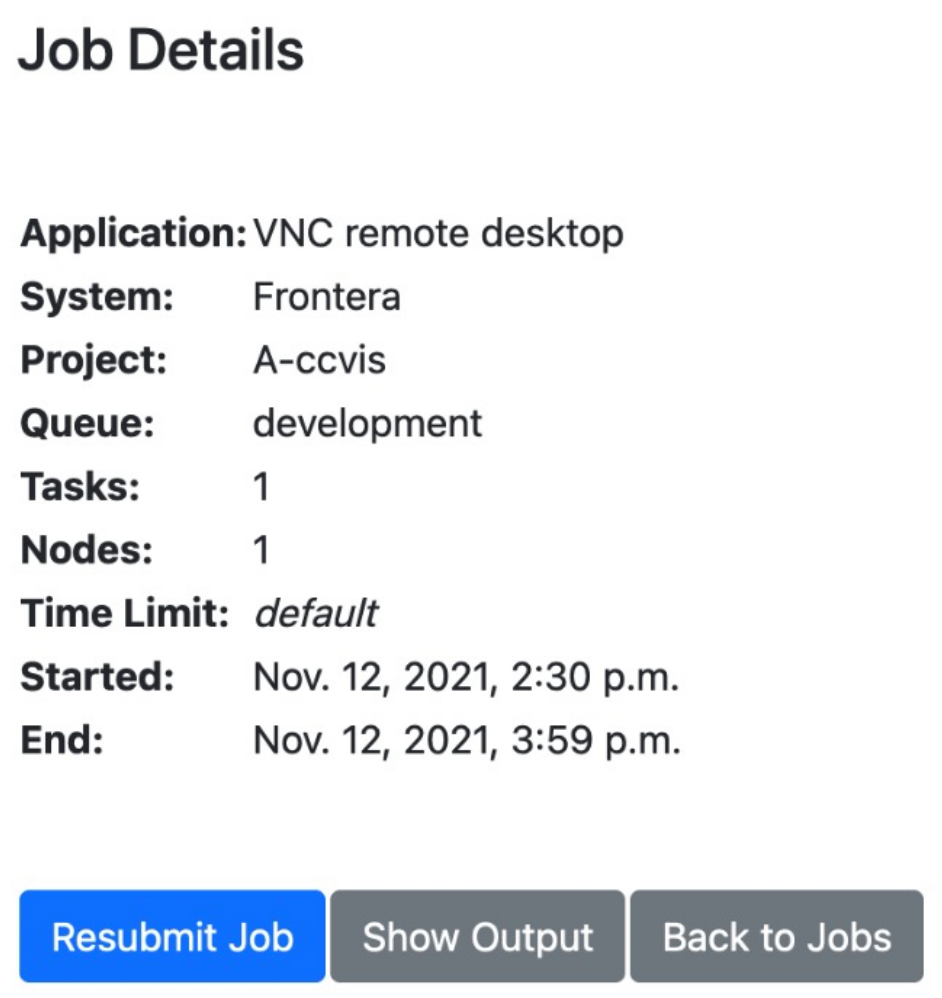 Job Details
Application: VNC remote desktop
System: Frontera
Project: A-ccvis
Queue: development
Tasks: 1
Nodes: 1
Time Limit: default
Started: Nov. 12, 2021, 2:30 p.m.
End: Nov. 12, 2021, 3:59 p.m.
Resubmit Job Show Output Back to Jobs